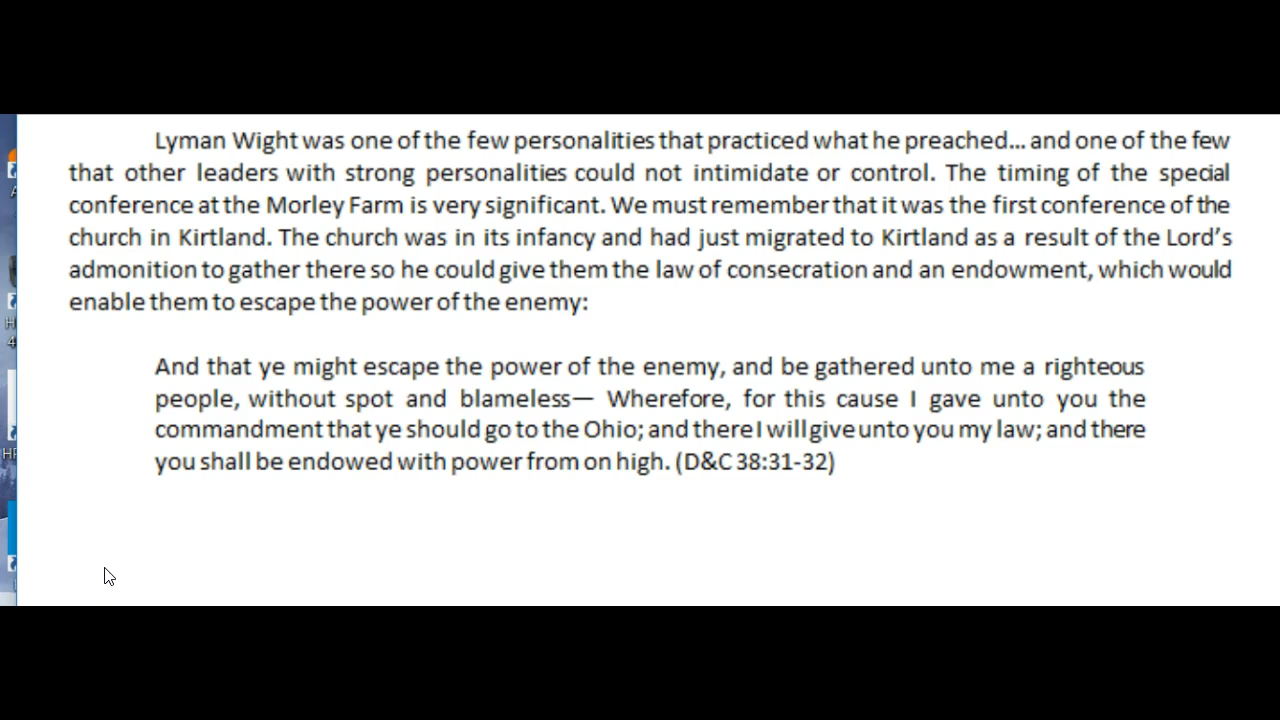 Lyman Wight was one of the few personalities that practiced what he preached... and one of the few
that other leaders with strong personalities could not intimidate or control. The timing of the special
conference at the Morley Farm is very significant. We must remember that it was the first conference of the
church in Kirtland. The church was in its infancy and had just migrated to Kirtland as a result of the Lord's
admonition to gather there so he could give them the law of consecration and an endowment, which would
enable them to escape the power of the enemy:
And that ye might escape the power of the enemy, and be gathered unto me a righteous
people, without spot and blameless— Wherefore, for this cause I gave unto you the
commandment that ye should go to the Ohio; and there I will give unto you my law; and there
you shall be endowed with power from on high. (D&C 38:31-32)